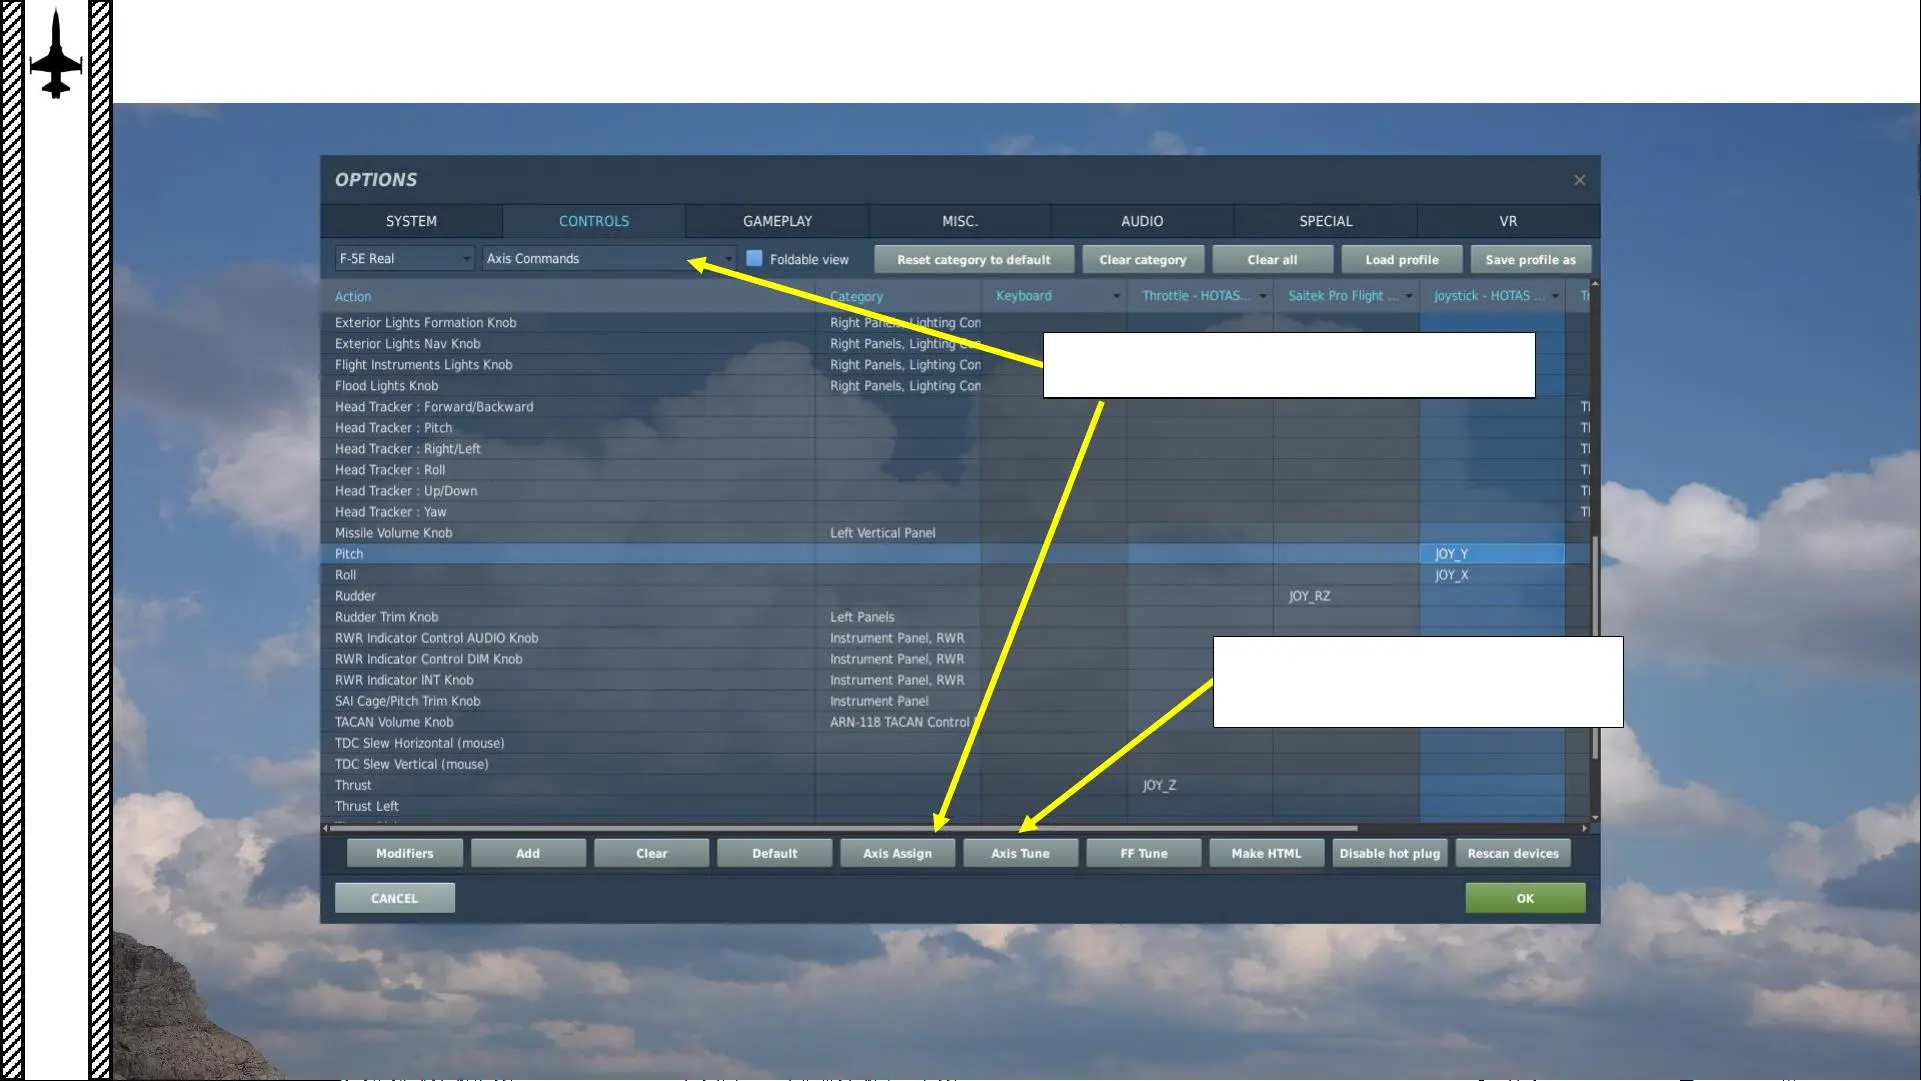 OPTIONS
SYSTEM CONTROLS GAMEPLAY MISC. AUDIO SPECIAL VR
F-5E Real Axis Commands Foldable view Reset category to default Clear category Clear all Load profile Save profile as
Action Category Keyboard Throttle - HOTAS... Saitek Pro Flight ... Joystick - HOTAS ...
Exterior Lights Formation Knob Right Panels, Lighting Con
Exterior Lights Nav Knob Right Panels, Lighting Con
Flight Instruments Lights Knob Right Panels, Lighting Con
Flood Lights Knob Right Panels, Lighting Con
Head Tracker : Forward/Backward
Head Tracker : Pitch
Head Tracker : Right/Left
Head Tracker : Roll
Head Tracker : Up/Down
Head Tracker : Yaw
Missile Volume Knob Left Vertical Panel
Pitch JOY_Y
Roll JOY_X
Rudder JOY_RZ
Rudder Trim Knob Left Panels
RWR Indicator Control AUDIO Knob Instrument Panel, RWR
RWR Indicator Control DIM Knob Instrument Panel, RWR
RWR Indicator INT Knob Instrument Panel, RWR
SAI Cage/Pitch Trim Knob Instrument Panel
TACAN Volume Knob ARN-118 TACAN Control
TDC Slew Horizontal (mouse)
TDC Slew Vertical (mouse)
Thrust JOY_Z
Thrust Left
Modifiers Add Clear Default Axis Assign Axis Tune FF Tune Make HTML Disable hot plug Rescan devices
CANCEL OK